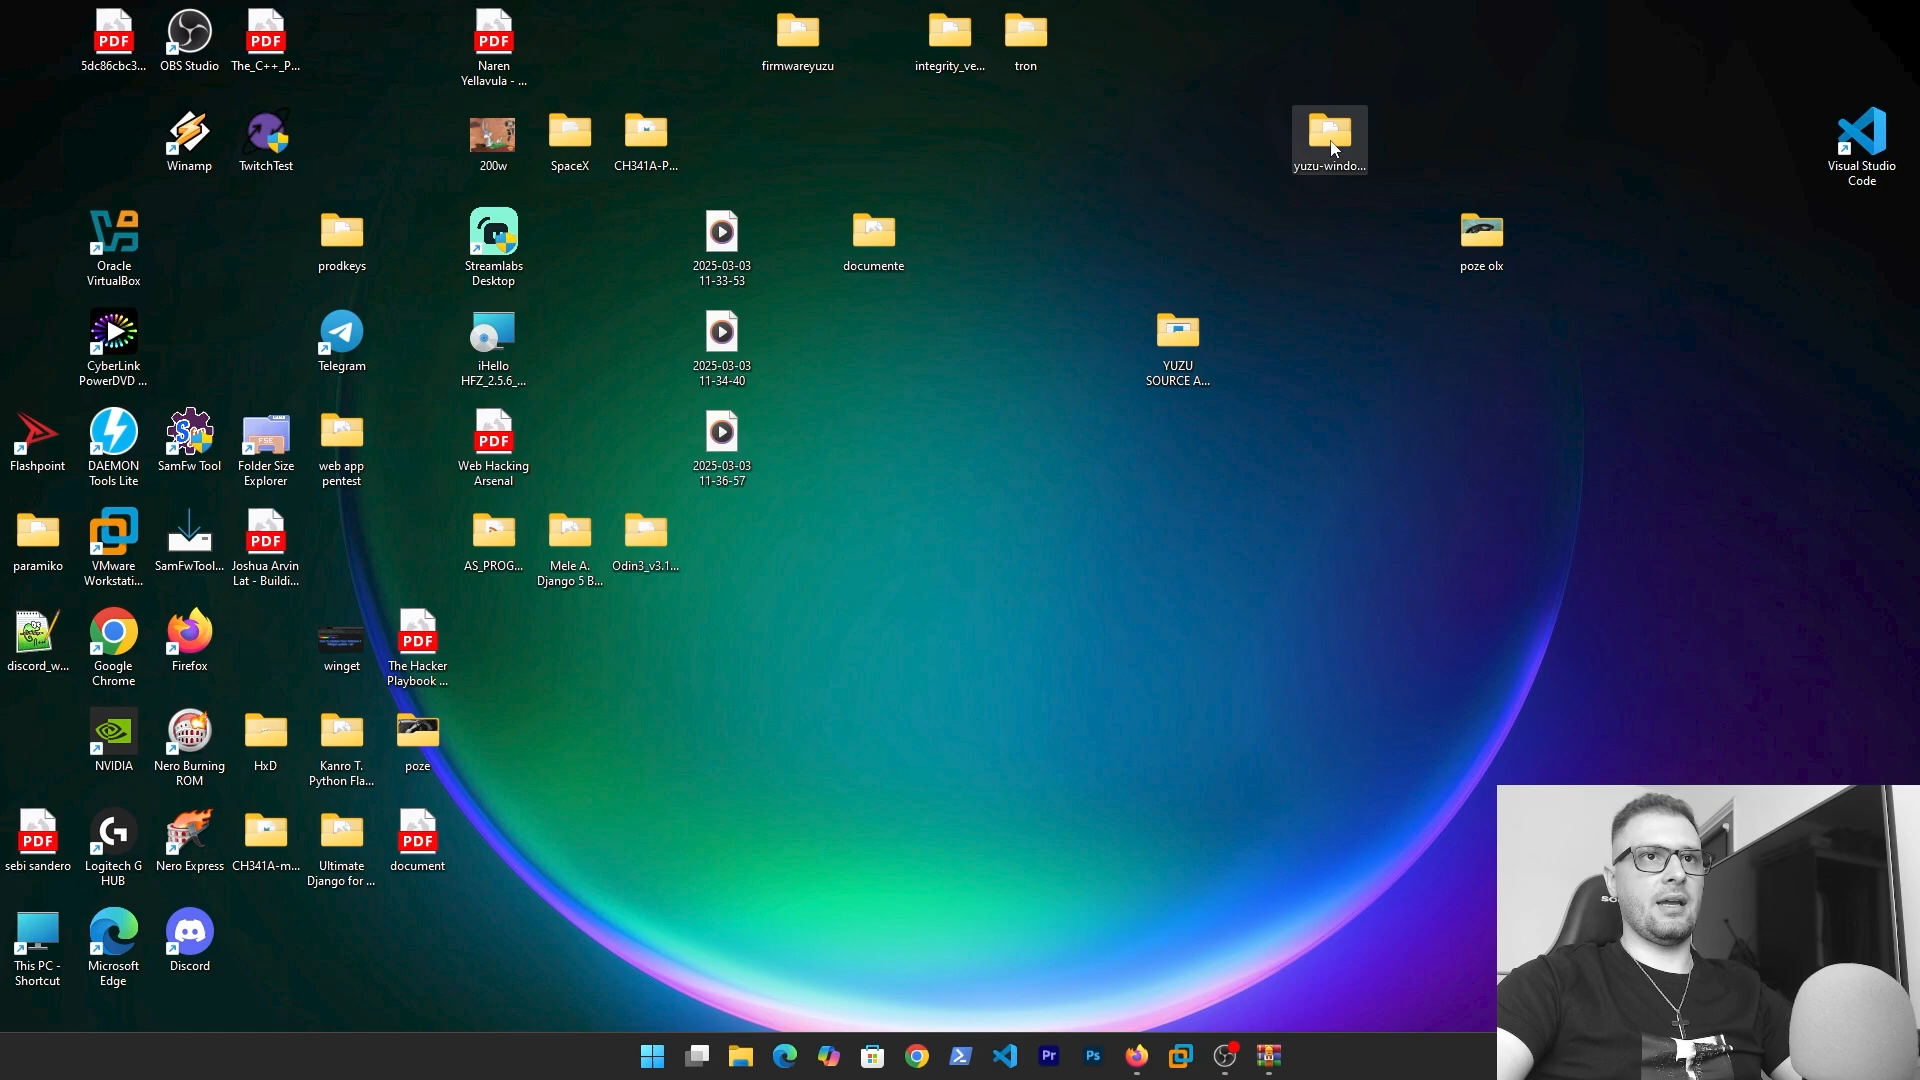 5dc86cbc3...
OBS Studio
The_C++_P...
Naren
Yellavula - ...
firmwareyuzu
integrity_ve...
tron
Winamp
TwitchTest
200w
SpaceX
CH341A-P...
yuzu-windo...
Visual Studio
Code
Oracle
VirtualBox
prodkeys
Streamlabs
Desktop
2025-03-03
11-33-53
documente
poze olx
CyberLink
PowerDVD ...
Telegram
iHello
HFZ_2.5.6_...
2025-03-03
11-34-40
YUZU
SOURCE A...
Flashpoint
DAEMON
Tools Lite
SamFw Tool
Folder Size
Explorer
web app
pentest
Web Hacking
Arsenal
2025-03-03
11-36-57
paramiko
VMware
Workstati...
SamFwTool...
Joshua Arvin
Lat - Buildi...
AS_PROG...
Mele A.
Django 5 B...
Odin3_v3.1...
discord_w...
Google
Chrome
Firefox
winget
The Hacker
Playbook ...
NVIDIA
Nero Burning
ROM
HxD
Kanro T.
Python Fla...
poze
sebi sandero
Logitech G
HUB
Nero Express
CH341A-m...
Ultimate
Django for ...
document
This PC -
Shortcut
Microsoft
Edge
Discord
PDF
PDF
PDF
PDF
PDF
PDF
PDF
PDF
FSE
Pr
Ps